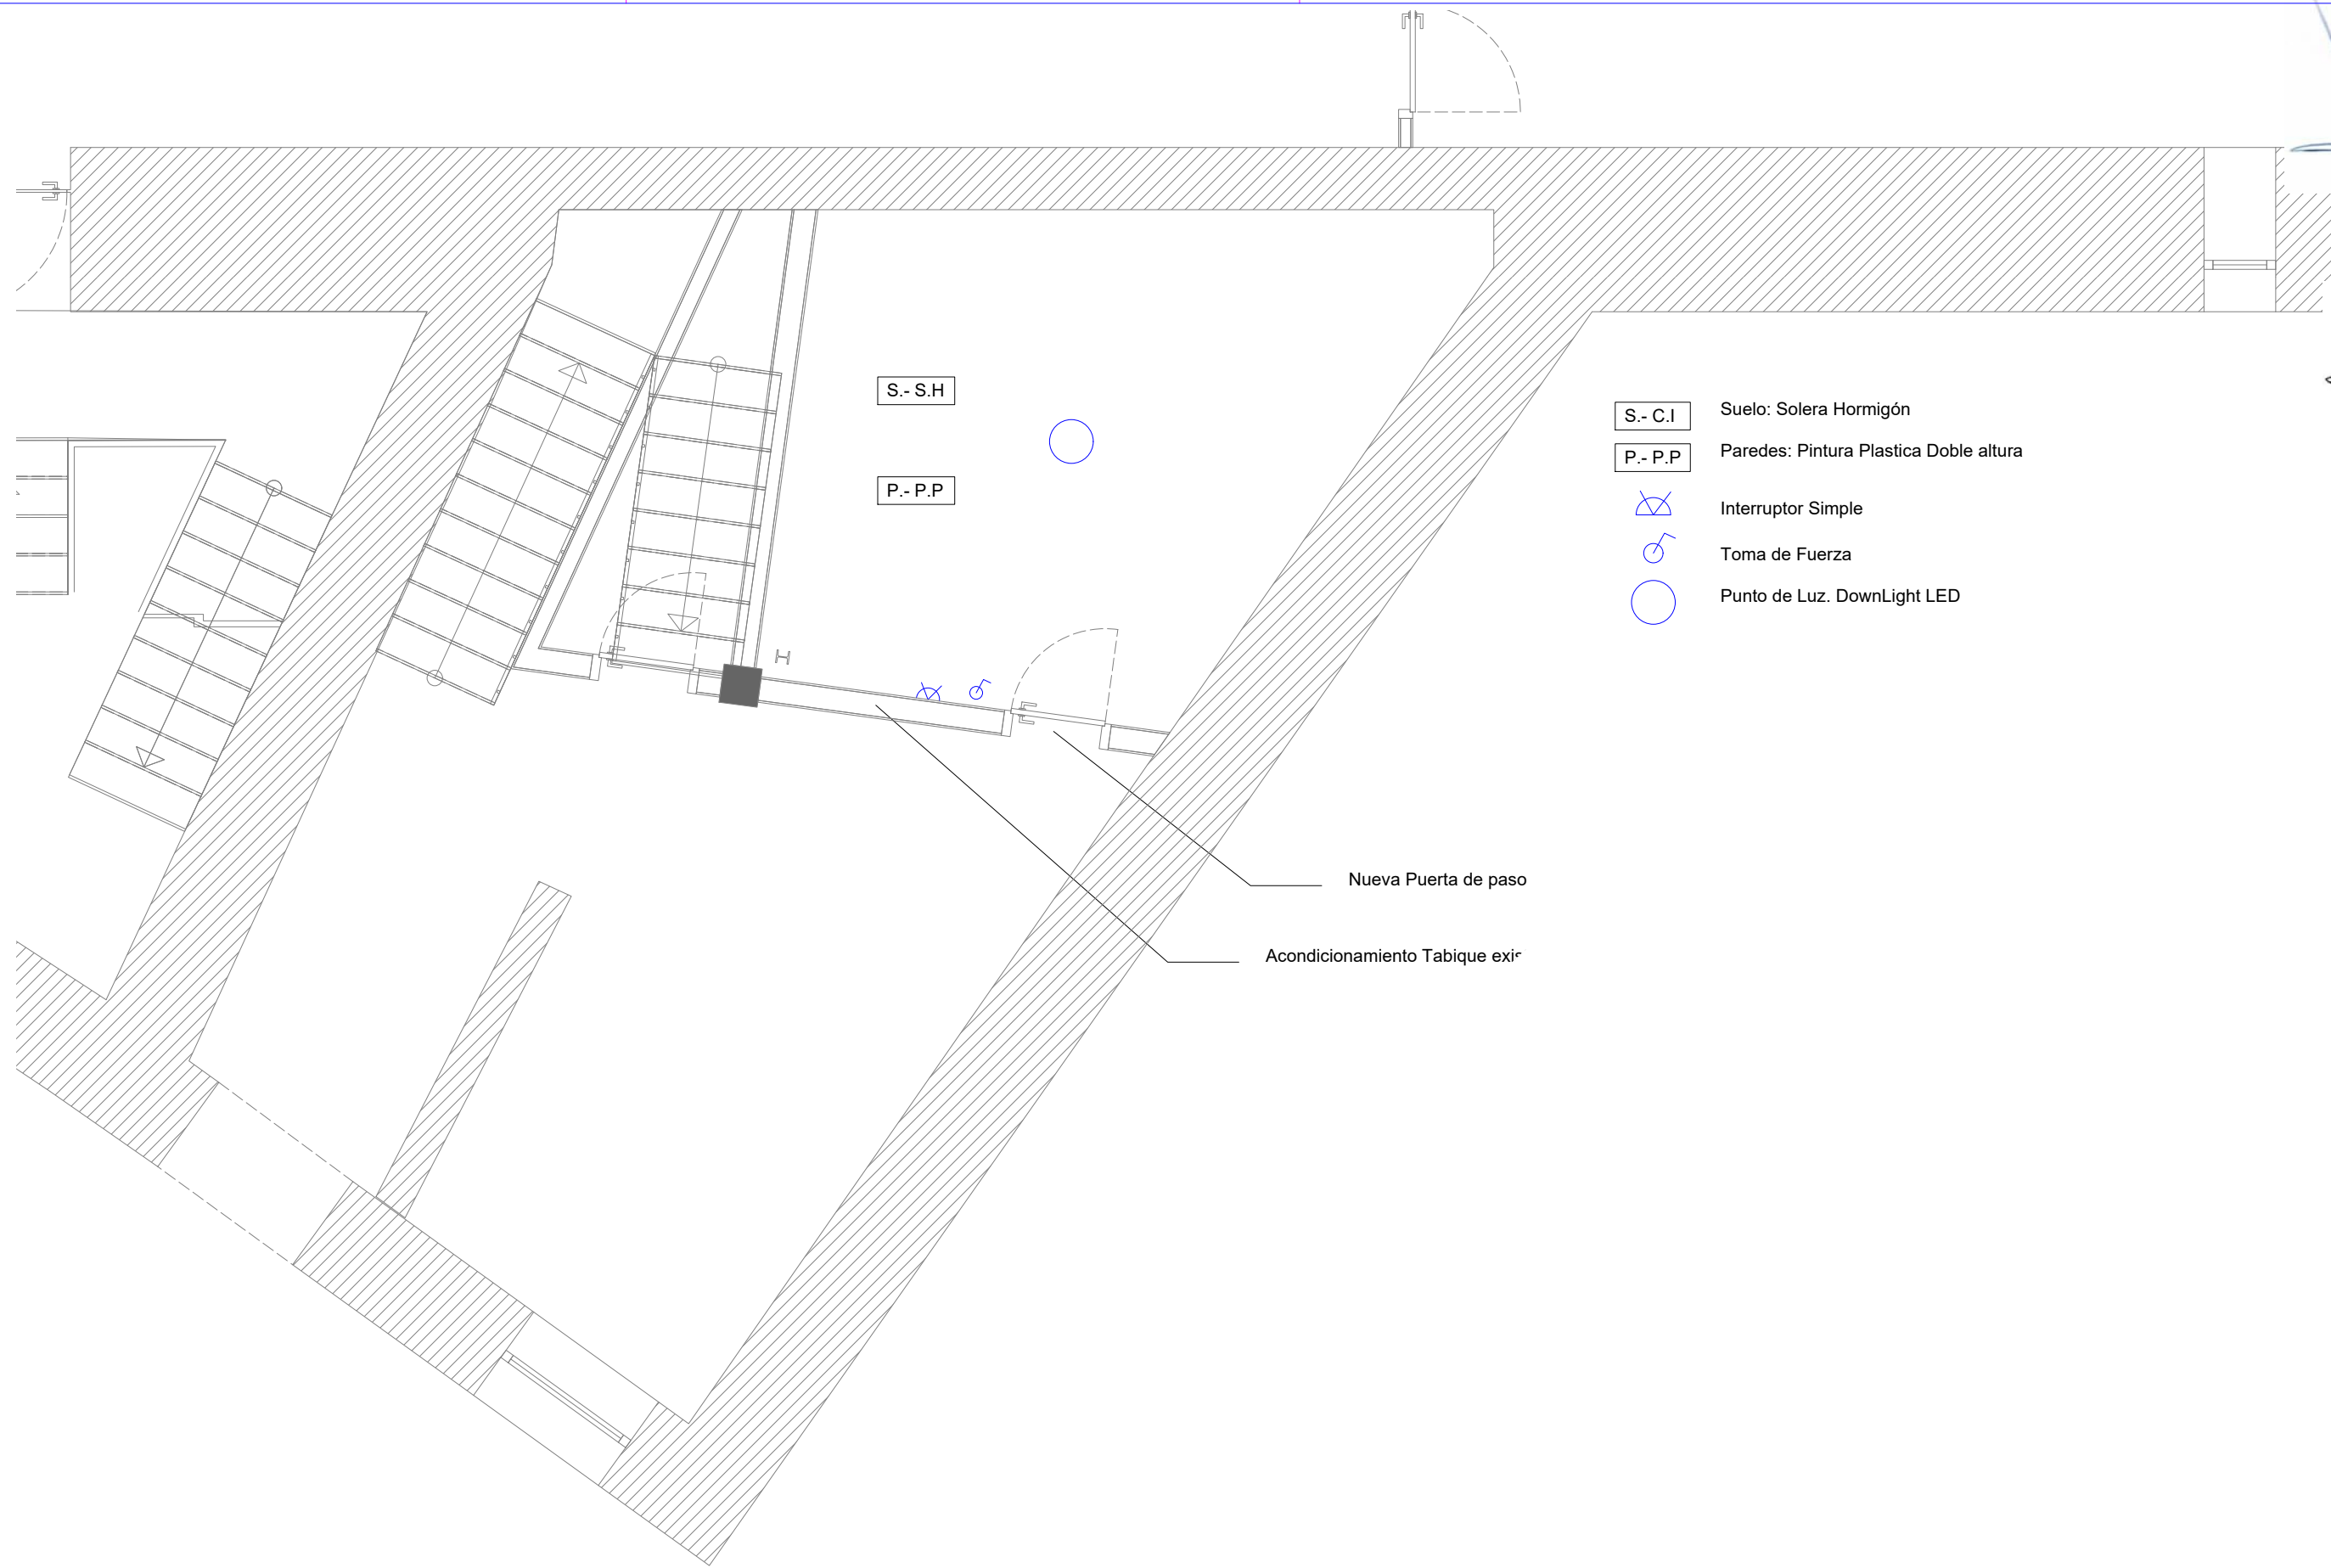 S.- S.H
P.- P.P
S.- C.I
Suelo: Solera Hormigón
P.- P.P
Paredes: Pintura Plastica Doble altura
Interruptor Simple
Toma de Fuerza
Punto de Luz. DownLight LED
Nueva Puerta de paso
Acondicionamiento Tabique